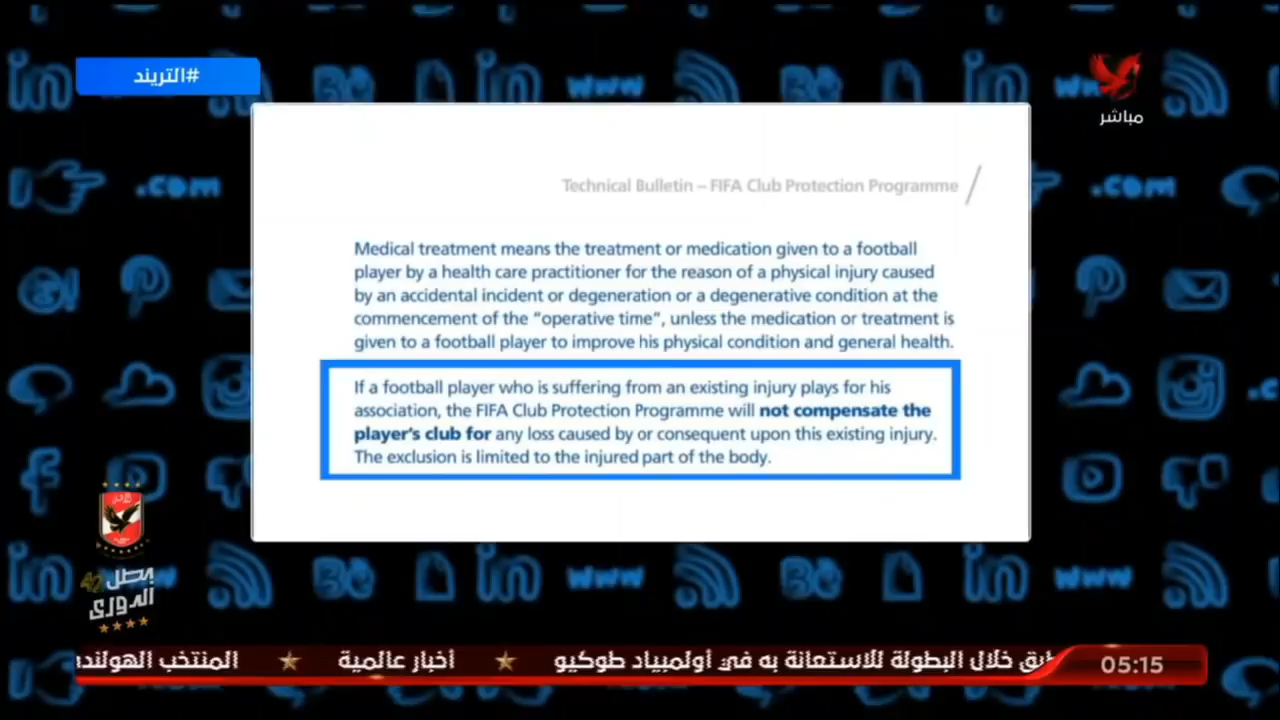 #التريند
مباشر
Technical Bulletin – FIFA Club Protection Programme
Medical treatment means the treatment or medication given to a football
player by a health care practitioner for the reason of a physical injury caused
by an accidental incident or degeneration or a degenerative condition at the
commencement of the “operative time”, unless the medication or treatment is
given to a football player to improve his physical condition and general health.
If a football player who is suffering from an existing injury plays for his
association, the FIFA Club Protection Programme will not compensate the
player’s club for any loss caused by or consequent upon this existing injury.
The exclusion is limited to the injured part of the body.
بطل
الدوري
42
خلال البطولة للاستعانة به في أولمبياد طوكيو ★ أخبار عالمية ★ المنتخب
05:15